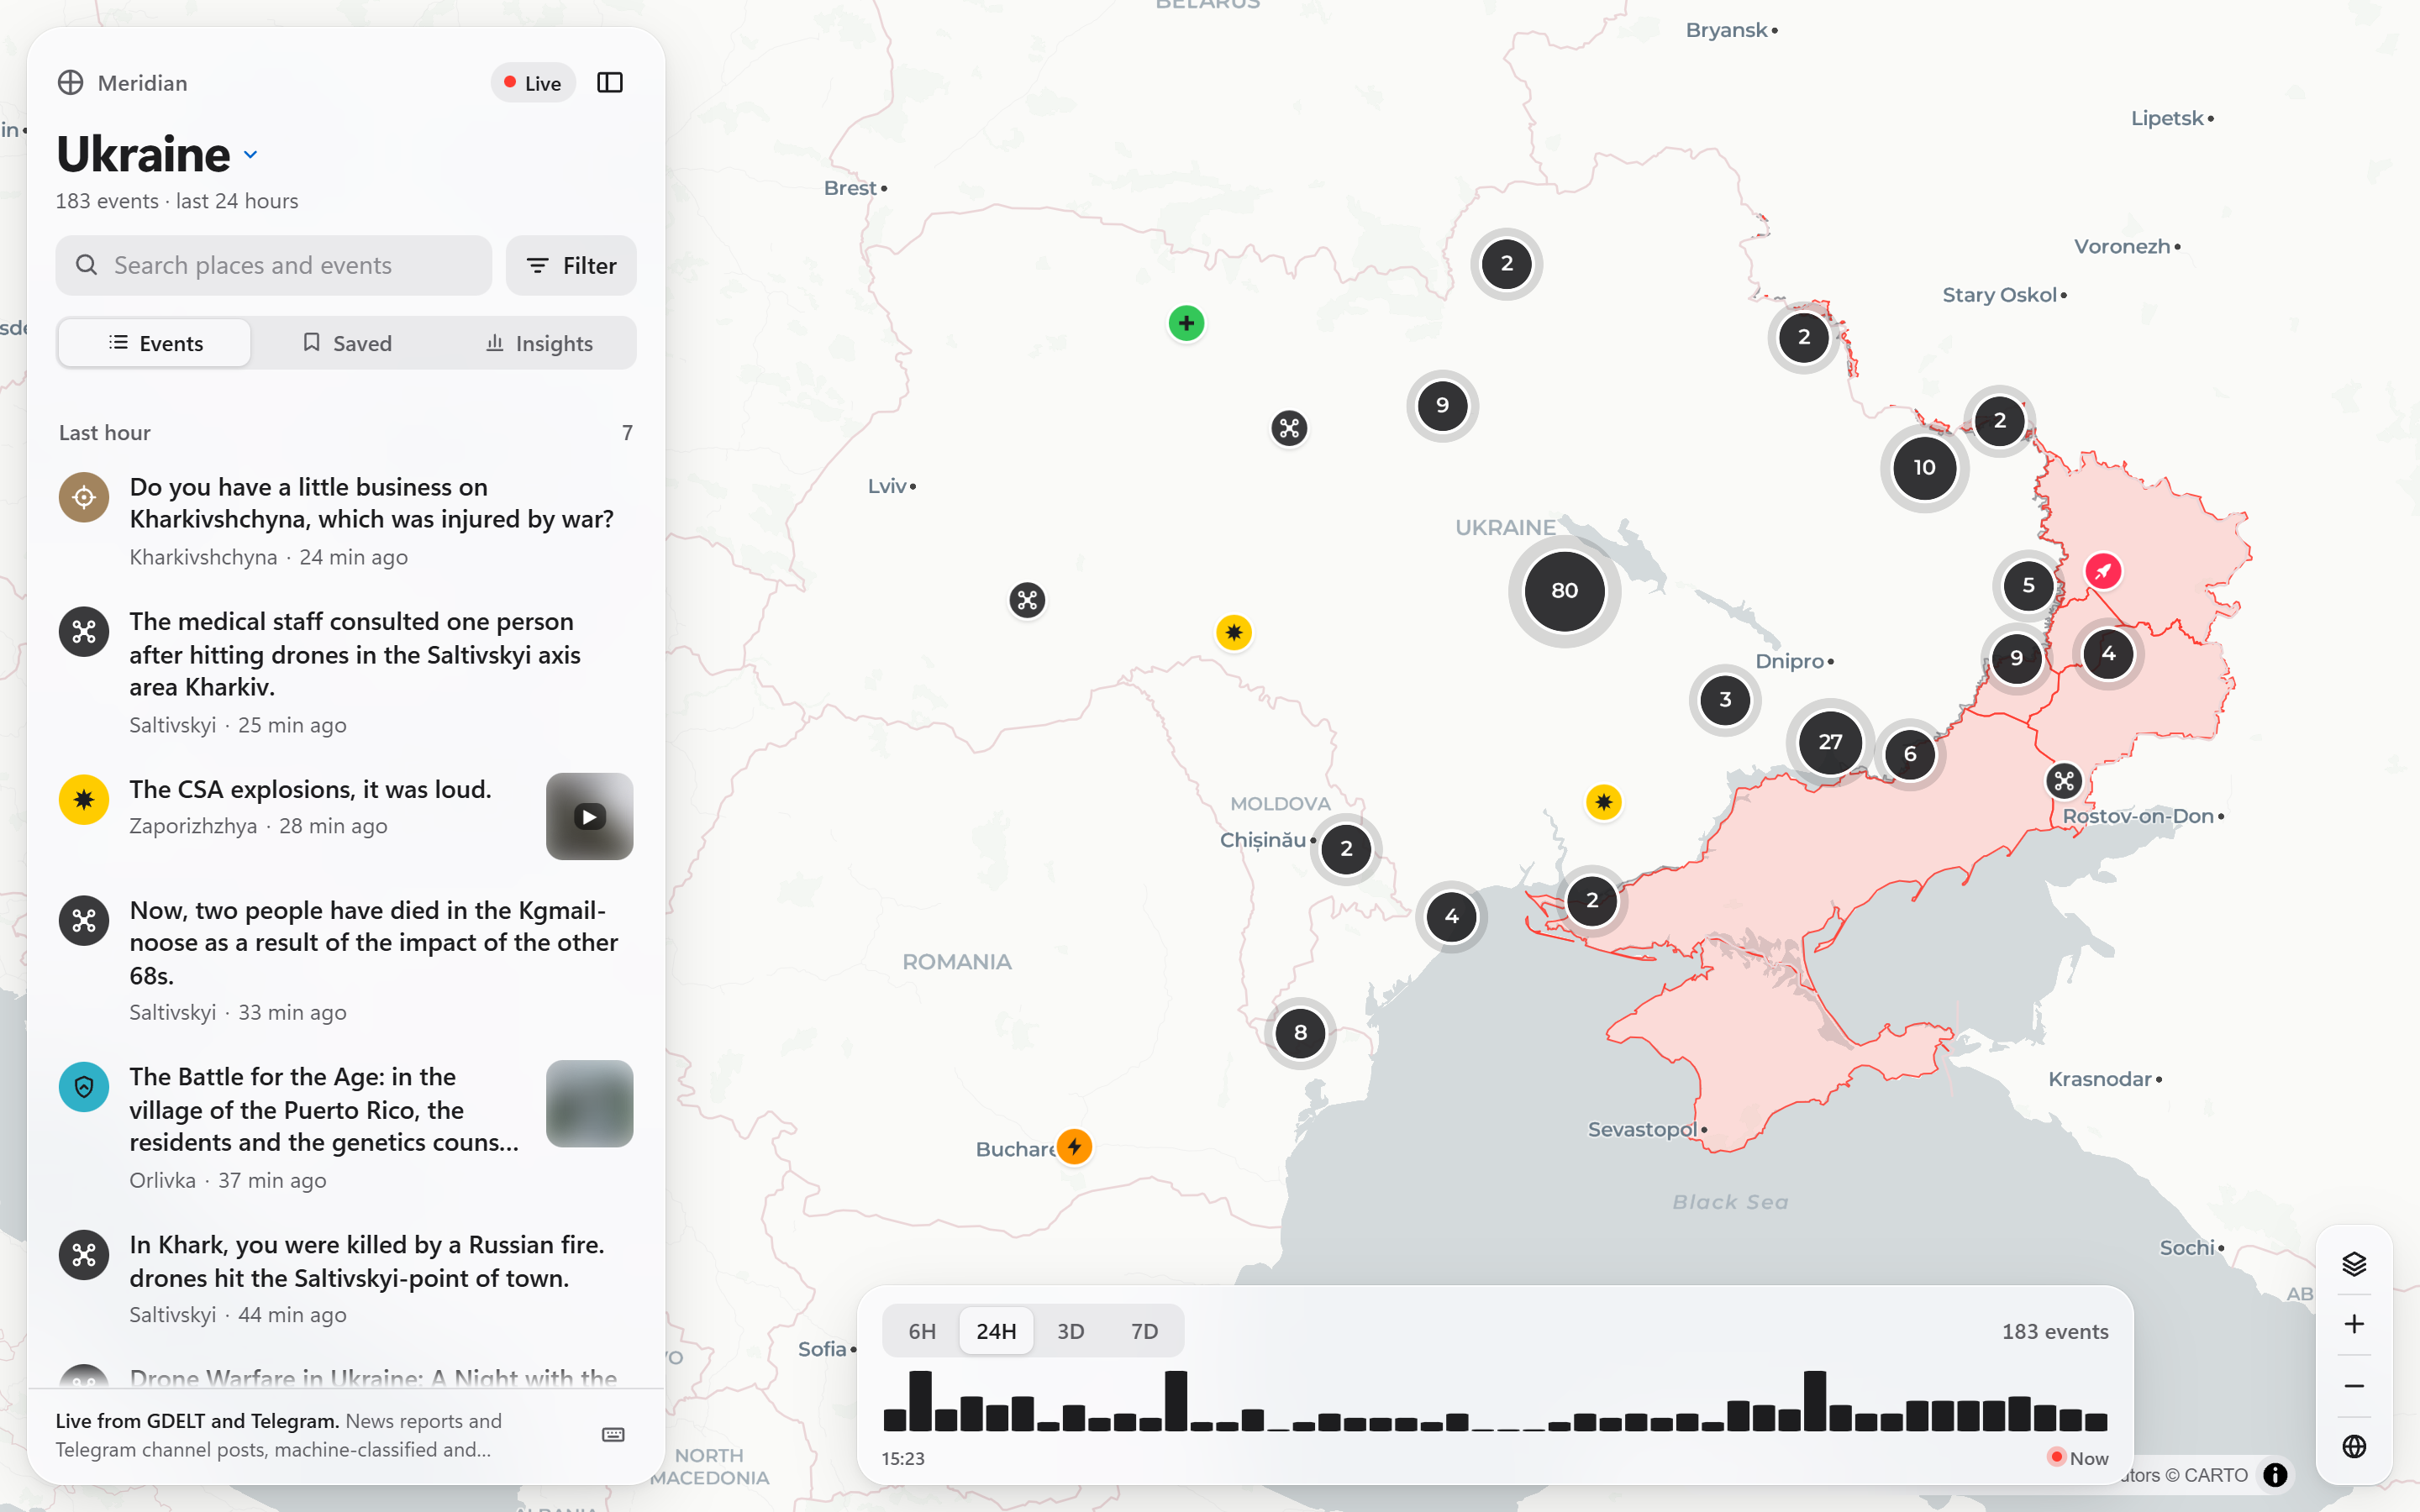 Meridian
Live
Ukraine
183 events · last 24 hours
Search places and events
Filter
Events
Saved
Insights
Last hour
7
Do you have a little business on
Kharkivshchyna, which was injured by war?
Kharkivshchyna · 24 min ago
The medical staff consulted one person
after hitting drones in the Saltivskyi axis
area Kharkiv.
Saltivskyi · 25 min ago
The CSA explosions, it was loud.
Zaporizhzhya · 28 min ago
Now, two people have died in the Kgmail-
noose as a result of the impact of the other
68s.
Saltivskyi · 33 min ago
The Battle for the Age: in the
village of the Puerto Rico, the
residents and the genetics couns...
Orlivka · 37 min ago
In Khark, you were killed by a Russian fire.
drones hit the Saltivskyi-point of town.
Saltivskyi · 44 min ago
Drone Warfare in Ukraine: A Night with the
Live from GDELT and Telegram. News reports and
Telegram channel posts, machine-classified and...
BELARUS
Bryansk
Lipetsk
Brest
Voronezh
2
Stary Oskol
2
9
2
10
Lviv
UKRAINE
80
5
9
4
Dnipro
3
27
6
MOLDOVA
Chișinău
2
Rostov-on-Don
2
4
ROMANIA
8
Krasnodar
Sevastopol
Buchare
Black Sea
Sochi
AB
Sofia
NORTH
MACEDONIA
6H
24H
3D
7D
183 events
15:23
Now
utors © CARTO